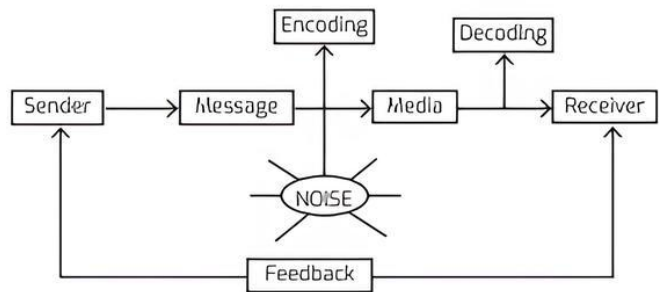 Encoding
Decoding
Sender
Message
Media
Receiver
NOISE
Feedback